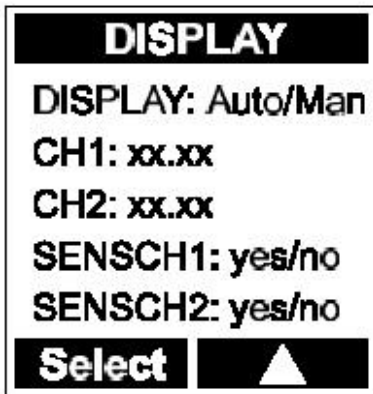 DISPLAY
DISPLAY: Auto/Man
CH1: xx.xx
CH2: xx.xx
SENSCH1: yes/no
SENSCH2: yes/no
Select